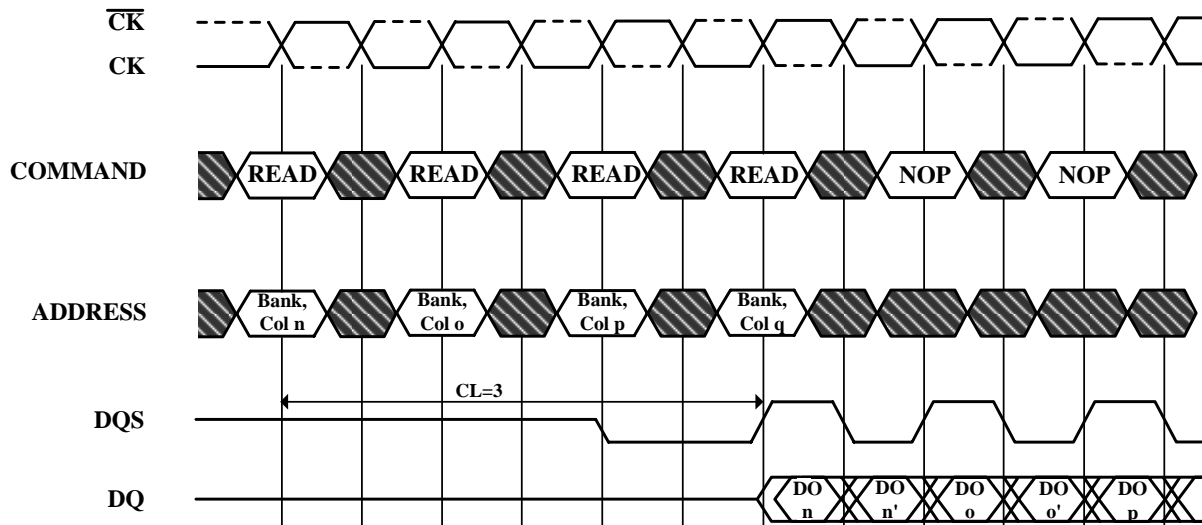 CK
CK
COMMAND READ READ READ READ NOP NOP
ADDRESS Bank, Col n Bank, Col o Bank, Col p Bank, Col q
CL=3
DQS
DQ DO n DO n' DO o DO o' DO p